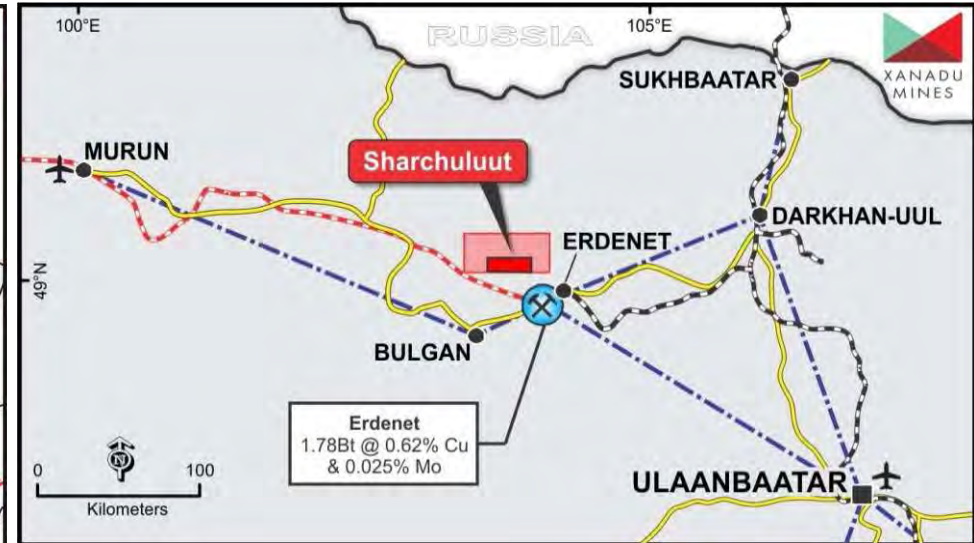 100°E
105°E
RUSSIA
XANADU
MINES
SUKHBAATAR
MURUN
Sharchuluut
DARKHAN-UUL
ERDENET
49°N
BULGAN
Erdenet
1.78Bt @ 0.62% Cu
& 0.025% Mo
N
0 100
Kilometers
ULAANBAATAR